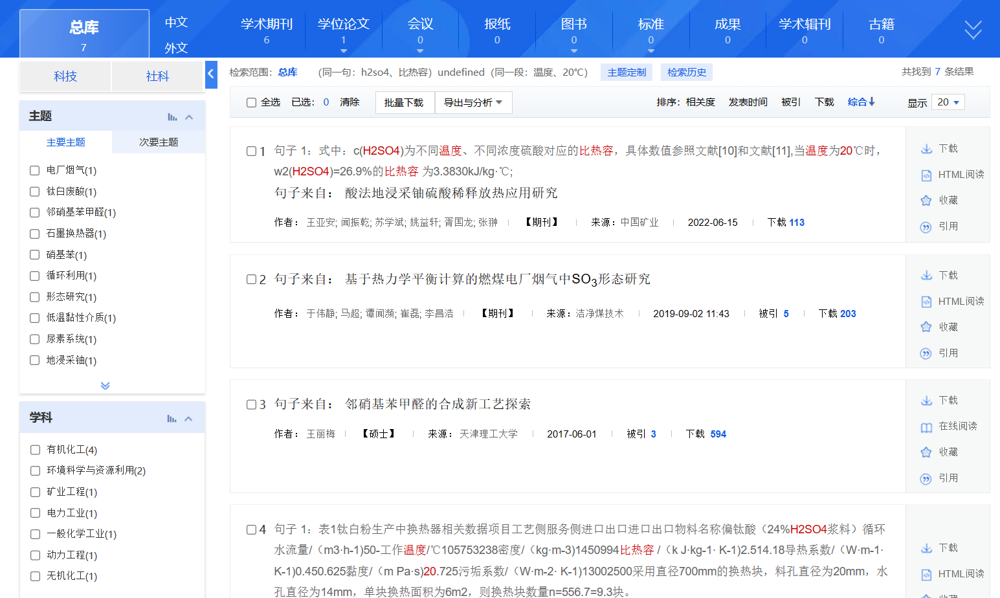 总库
7
中文
外文
学术期刊
6
学位论文
1
会议
0
报纸
0
图书
0
标准
0
成果
0
学术辑刊
0
古籍
0
科技
社科
检索范围：总库 （同一句：h2so4、比热容）undefined（同一段：温度、20℃） 主题定制 检索历史 共找到 7 条结果
全选 已选：0 清除 批量下载 导出与分析 排序：相关度 发表时间 被引 下载 综合 显示 20
主题
主要主题 次要主题
电厂烟气(1)
钛白废酸(1)
邻硝基苯甲醛(1)
石墨换热器(1)
硝基苯(1)
循环利用(1)
形态研究(1)
低温黏性介质(1)
尿素系统(1)
地浸采铀(1)
学科
有机化工(4)
环境科学与资源利用(2)
矿业工程(1)
电力工业(1)
一般化学工业(1)
动力工程(1)
无机化工(1)
1 句子 1：式中：c(H2SO4)为不同温度、不同浓度硫酸对应的比热容，具体数值参照文献[10]和文献[11],当温度为20℃时，
w2(H2SO4)=26.9%的比热容 为3.3830kJ/kg·℃;
句子来自： 酸法地浸采铀硫酸稀释放热应用研究
作者： 王亚安; 闻振乾; 苏学斌; 姚益轩; 胥国龙; 张翀 【期刊】 来源：中国矿业 2022-06-15 下载 113
下载
HTML阅读
收藏
引用
2 句子来自： 基于热力学平衡计算的燃煤电厂烟气中SO3形态研究
作者： 于伟静; 马超; 谭闻濒; 崔磊; 李昌浩 【期刊】 来源：洁净煤技术 2019-09-02 11:43 被引 5 下载 203
下载
HTML阅读
收藏
引用
3 句子来自： 邻硝基苯甲醛的合成新工艺探索
作者： 王丽梅 【硕士】 来源： 天津理工大学 2017-06-01 被引 3 下载 594
下载
在线阅读
收藏
引用
4 句子 1：表1钛白粉生产中换热器相关数据项目工艺侧服务侧进口出口进口出口物料名称偏钛酸（24%H2SO4浆料）循环
水流量/（m3·h-1)50-工作温度/℃105753238密度/（kg·m-3)1450994比热容 /（k J·kg-1· K-1)2.514.18导热系数/（W·m-1·
K-1)0.450.625黏度/（m Pa·s)20.725污垢系数/（W·m-2· K-1)13002500采用直径700mm的换热块，料孔直径为20mm，水
孔直径为14mm，单块换热面积为6m2，则换热块数量n=556.7=9.3块。
下载
HTML阅读